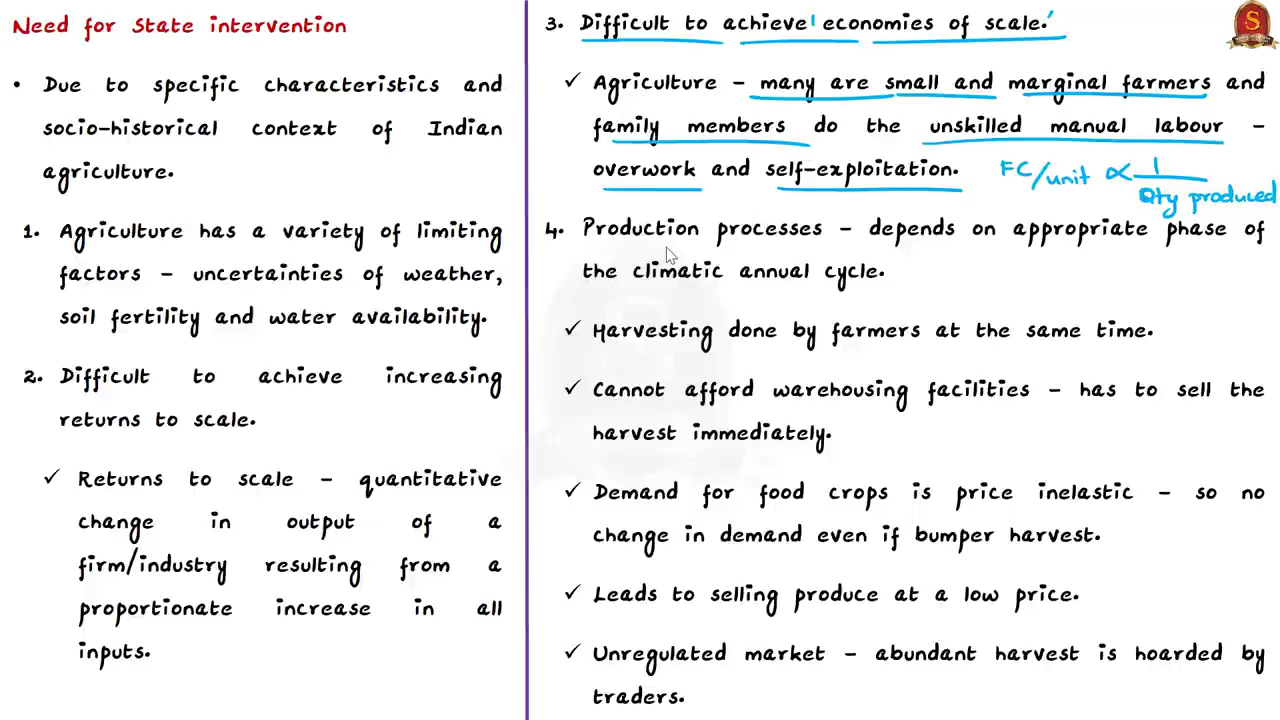 Need for State intervention
• Due to specific characteristics and
socio-historical context of Indian
agriculture.
1. Agriculture has a variety of limiting
factors – uncertainties of weather,
soil fertility and water availability.
2. Difficult to achieve increasing
returns to scale.
✓ Returns to scale – quantitative
change in output of a
firm/industry resulting from a
proportionate increase in all
inputs.
3. Difficult to achieve 'economies of scale.'
✓ Agriculture – many are small and marginal farmers and
family members do the unskilled manual labour –
overwork and self-exploitation.
FC/unit ∝ 1
Qty produced
4. Production processes – depends on appropriate phase of
the climatic annual cycle.
✓ Harvesting done by farmers at the same time.
✓ Cannot afford warehousing facilities – has to sell the
harvest immediately.
✓ Demand for food crops is price inelastic – so no
change in demand even if bumper harvest.
✓ Leads to selling produce at a low price.
✓ Unregulated market – abundant harvest is hoarded by
traders.
S